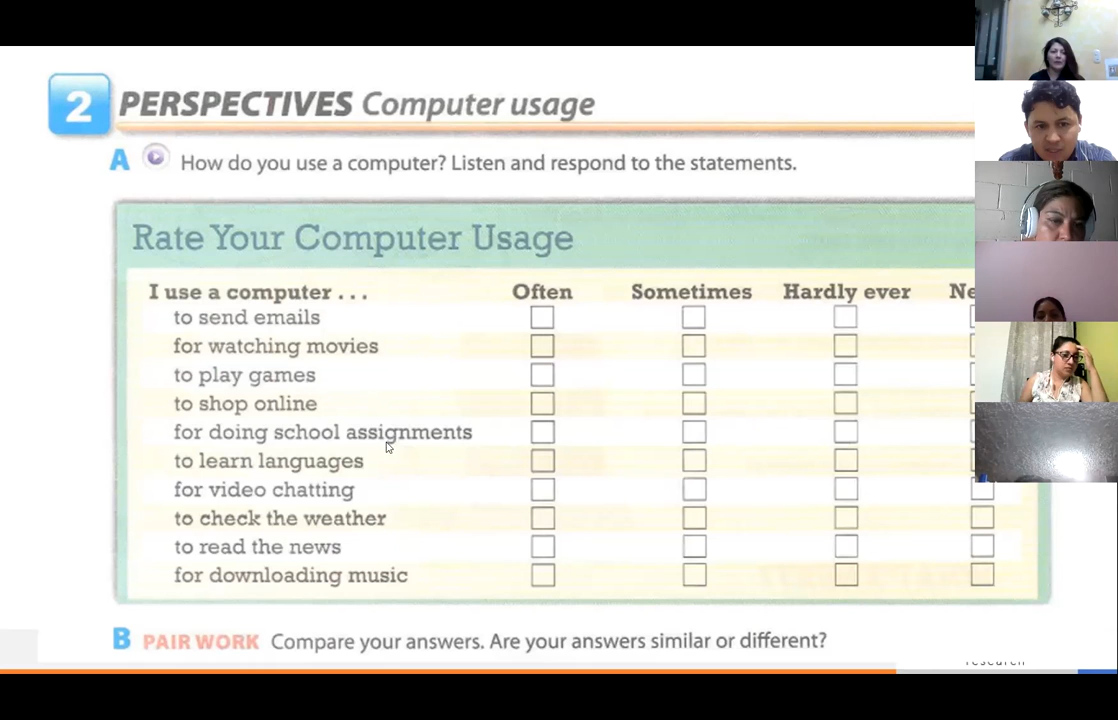 2 PERSPECTIVES Computer usage
A How do you use a computer? Listen and respond to the statements.
Rate Your Computer Usage
I use a computer . . . Often Sometimes Hardly ever
to send emails
for watching movies
to play games
to shop online
for doing school assignments
to learn languages
for video chatting
to check the weather
to read the news
for downloading music
B PAIR WORK Compare your answers. Are your answers similar or different?
research